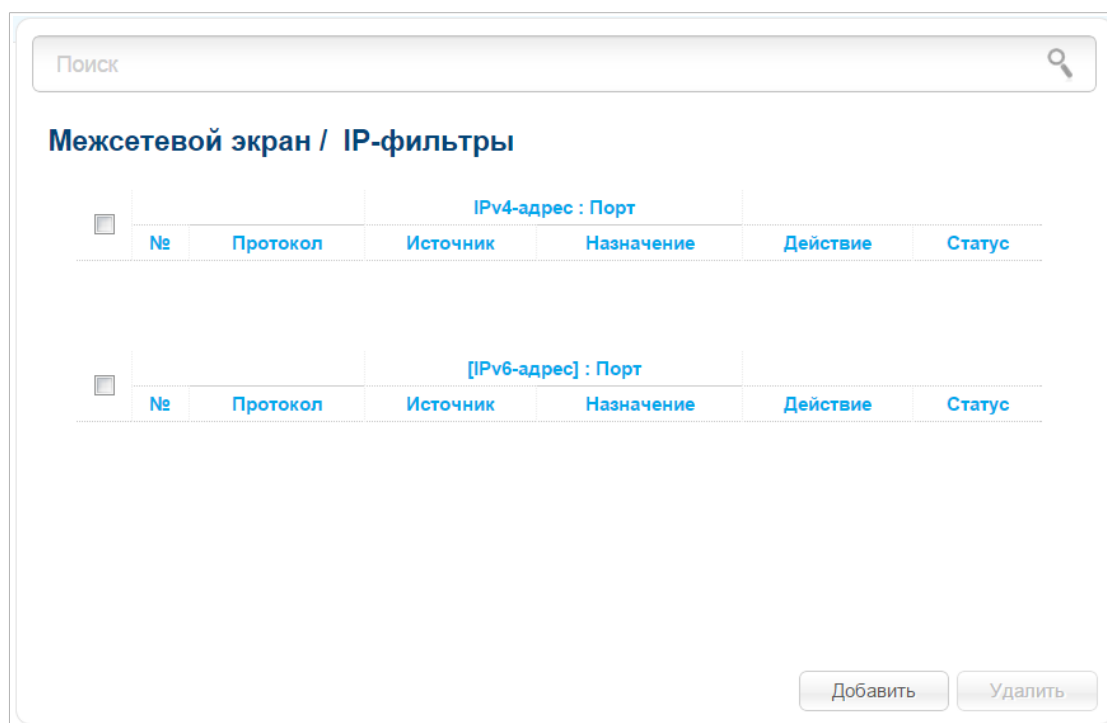 Поиск
Межсетевой экран / IP-фильтры
IPv4-адрес : Порт
№ Протокол Источник Назначение Действие Статус
[IPv6-адрес] : Порт
№ Протокол Источник Назначение Действие Статус
Добавить Удалить